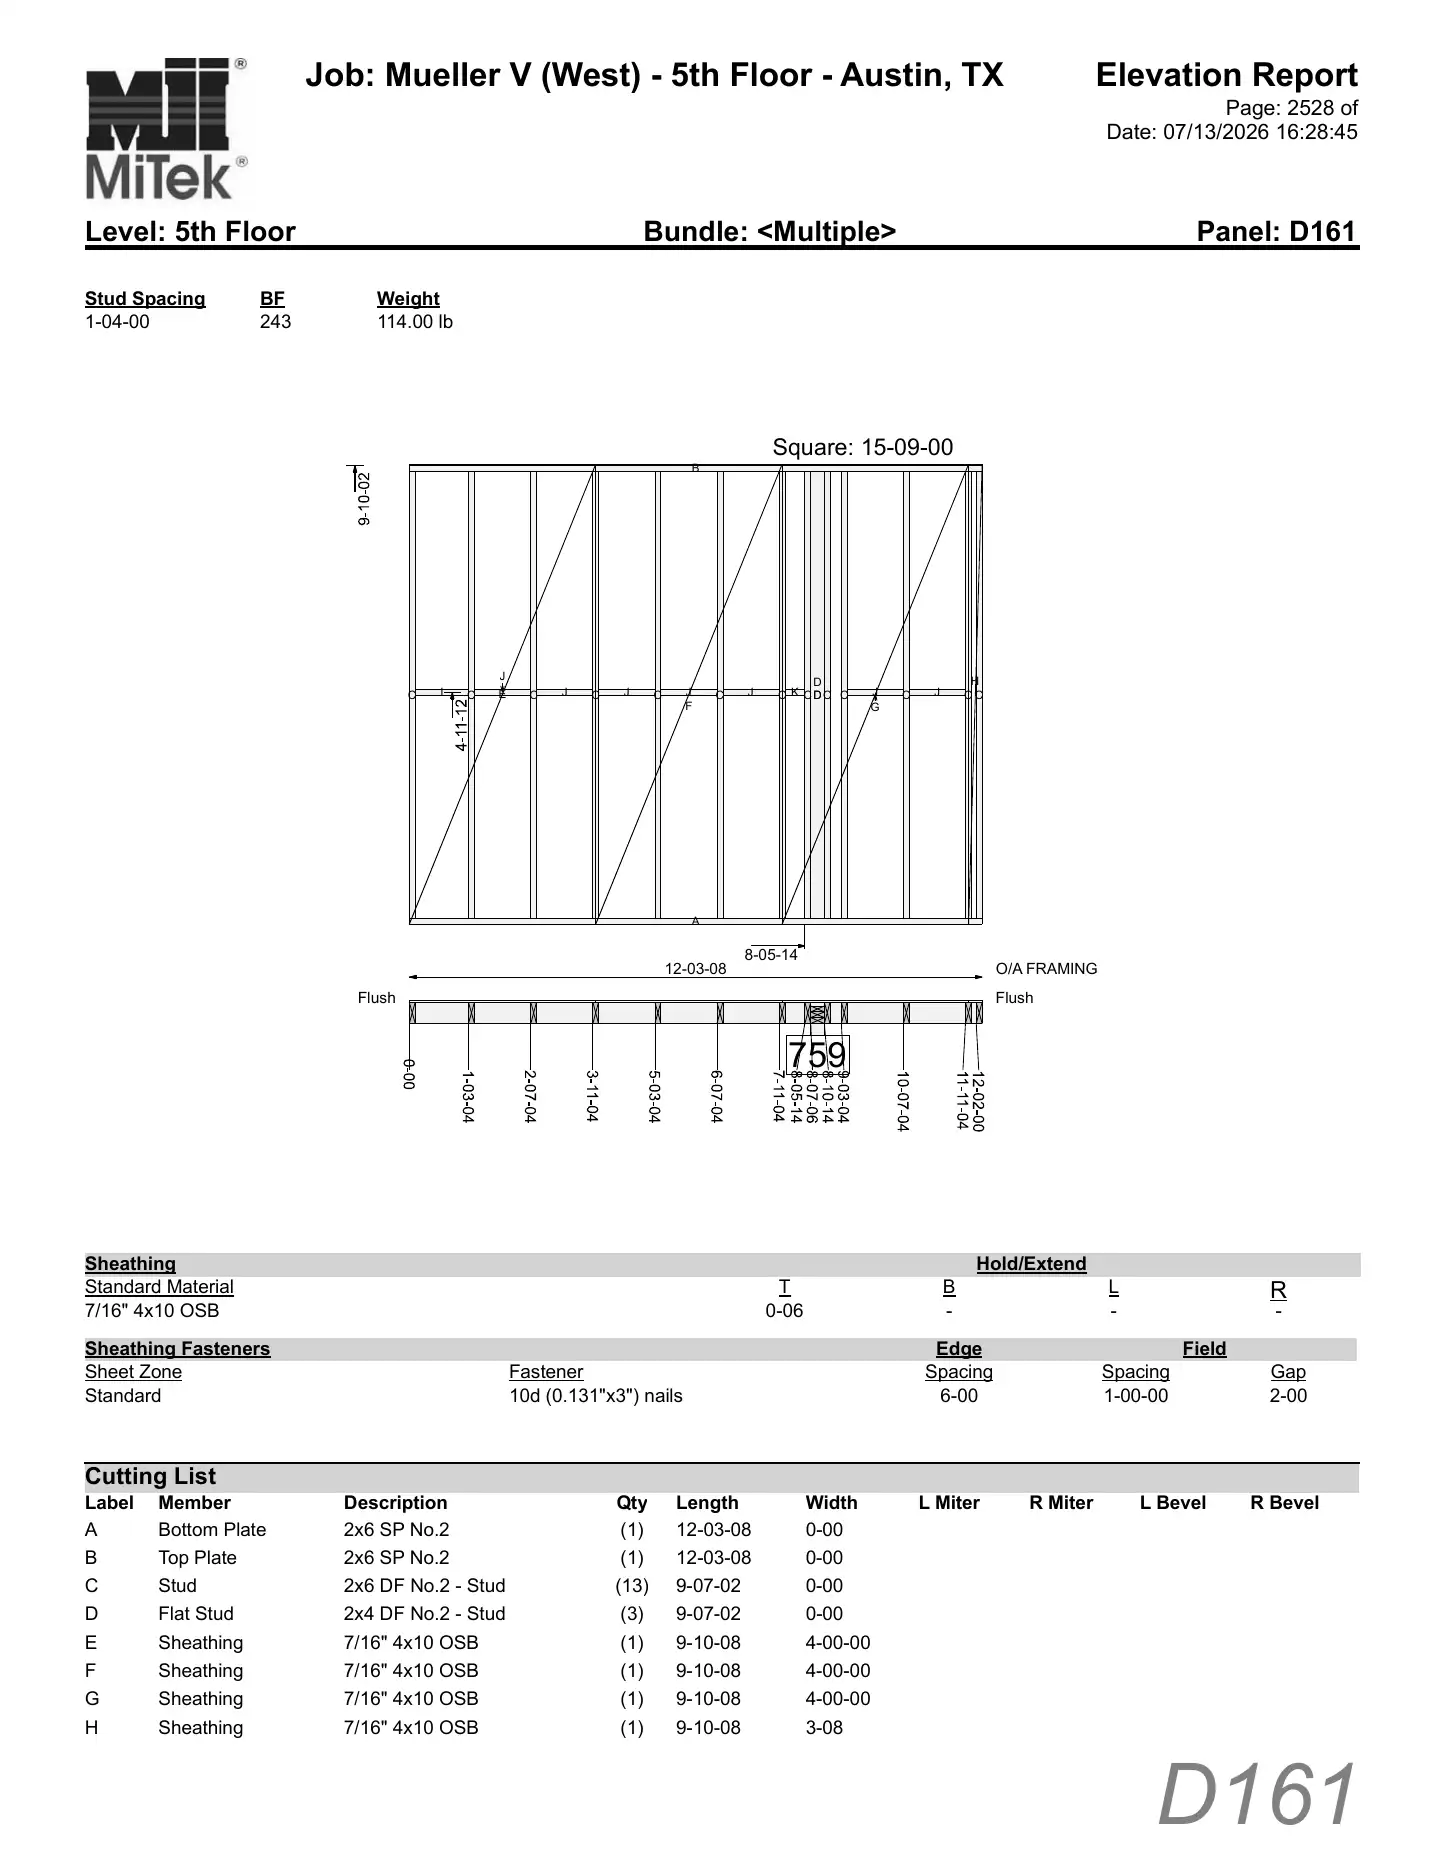 Job: Mueller V (West) - 5th Floor - Austin, TX
Elevation Report
Page: 2528 of
Date: 07/13/2026 16:28:45
MiTek®
Level: 5th Floor Bundle: <Multiple> Panel: D161
Stud Spacing BF Weight
1-04-00 243 114.00 lb
Square: 15-09-00
B
9-10-02
J
D
H
I J J J J K D J
F
G
4-11-12
A
8-05-14
12-03-08
O/A FRAMING
Flush
Flush
759
0-00
1-03-04
2-07-04
3-11-04
5-03-04
6-07-04
7-11-04
8-05-14
8-07-06
8-10-14
9-03-04
10-07-04
11-11-04
12-02-00
Sheathing Hold/Extend
Standard Material T B L R
7/16" 4x10 OSB 0-06 - - -
Sheathing Fasteners Edge Field
Sheet Zone Fastener Spacing Spacing Gap
Standard 10d (0.131"x3") nails 6-00 1-00-00 2-00
Cutting List
Label Member Description Qty Length Width L Miter R Miter L Bevel R Bevel
A Bottom Plate 2x6 SP No.2 (1) 12-03-08 0-00
B Top Plate 2x6 SP No.2 (1) 12-03-08 0-00
C Stud 2x6 DF No.2 - Stud (13) 9-07-02 0-00
D Flat Stud 2x4 DF No.2 - Stud (3) 9-07-02 0-00
E Sheathing 7/16" 4x10 OSB (1) 9-10-08 4-00-00
F Sheathing 7/16" 4x10 OSB (1) 9-10-08 4-00-00
G Sheathing 7/16" 4x10 OSB (1) 9-10-08 4-00-00
H Sheathing 7/16" 4x10 OSB (1) 9-10-08 3-08
D161